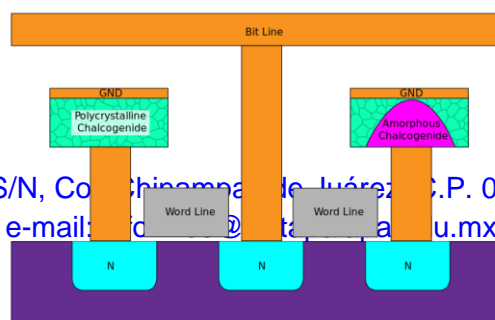 Bit Line
GND
GND
Polycrystalline
Chalcogenide
Amorphous
Chalcogenide
S/N, Co Chinampa de Juárez C.P. 0
Word Line
Word Line
e-mail: @ u.mx
N
N
N